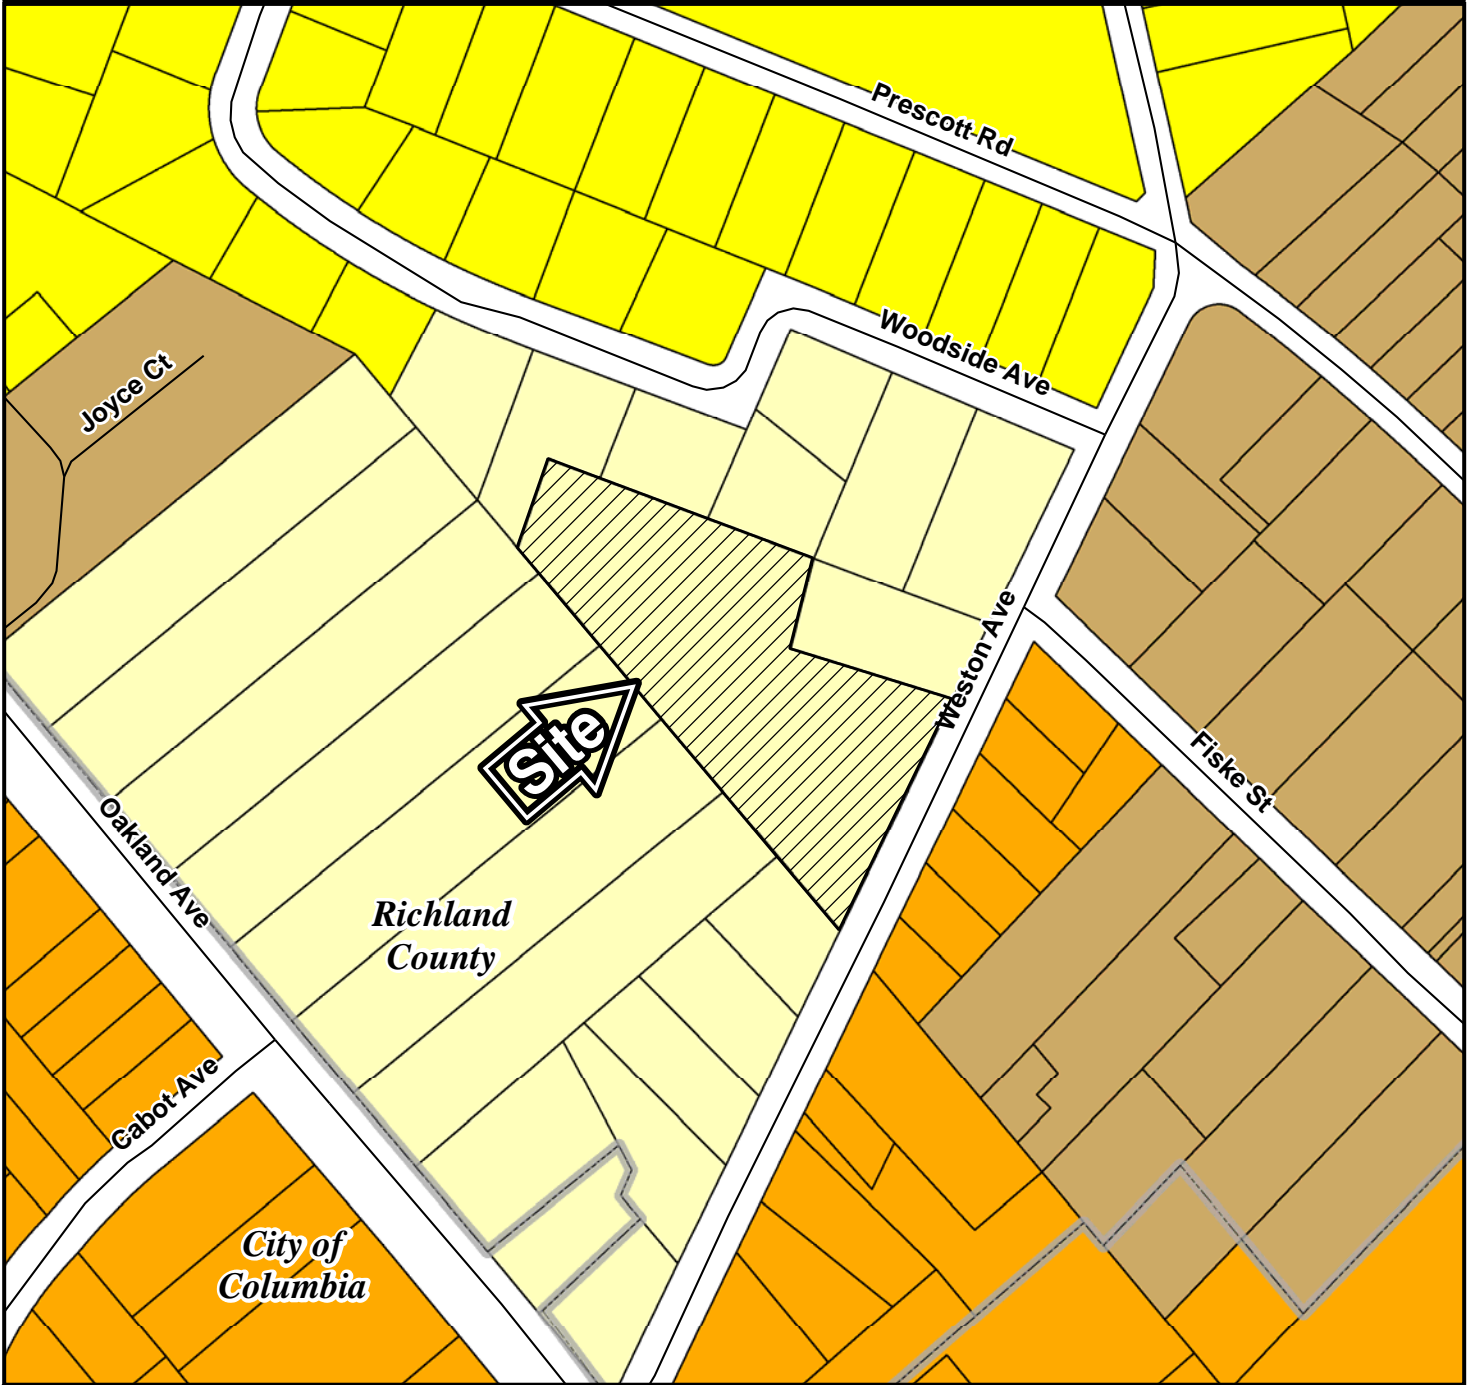 Prescott Rd
Woodside Ave
Joyce Ct
Weston Ave
Site
Fiske St
Oakland Ave
Richland
County
Cabot Ave
City of
Columbia